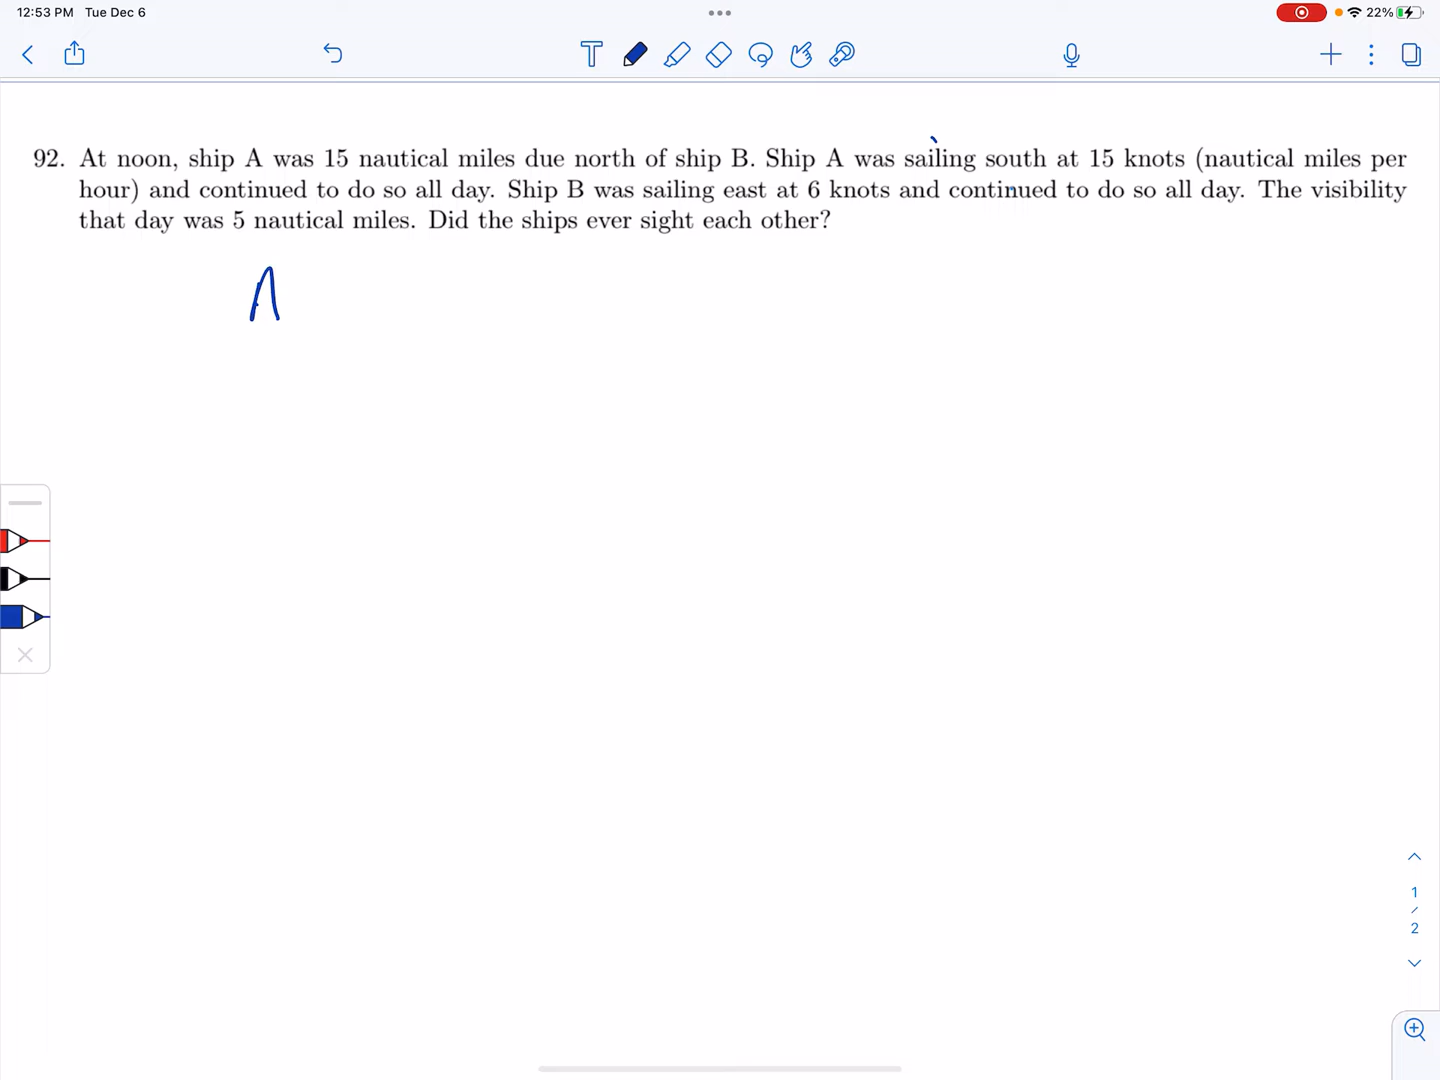 12:53 PM Tue Dec 6
22%
T
92. At noon, ship A was 15 nautical miles due north of ship B. Ship A was sailing south at 15 knots (nautical miles per
hour) and continued to do so all day. Ship B was sailing east at 6 knots and continued to do so all day. The visibility
that day was 5 nautical miles. Did the ships ever sight each other?
1
/
2